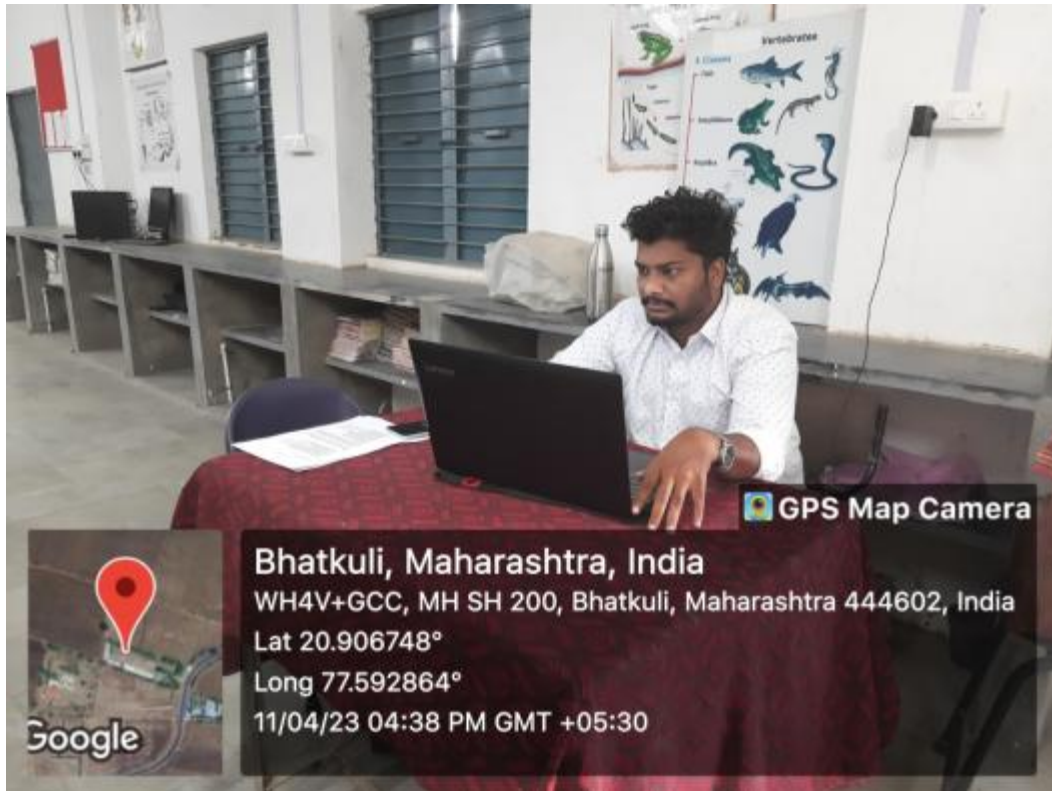 Vertebrates
GPS Map Camera
Bhatkuli, Maharashtra, India
WH4V+GCC, MH SH 200, Bhatkuli, Maharashtra 444602, India
Lat 20.906748°
Long 77.592864°
11/04/23 04:38 PM GMT +05:30
Google